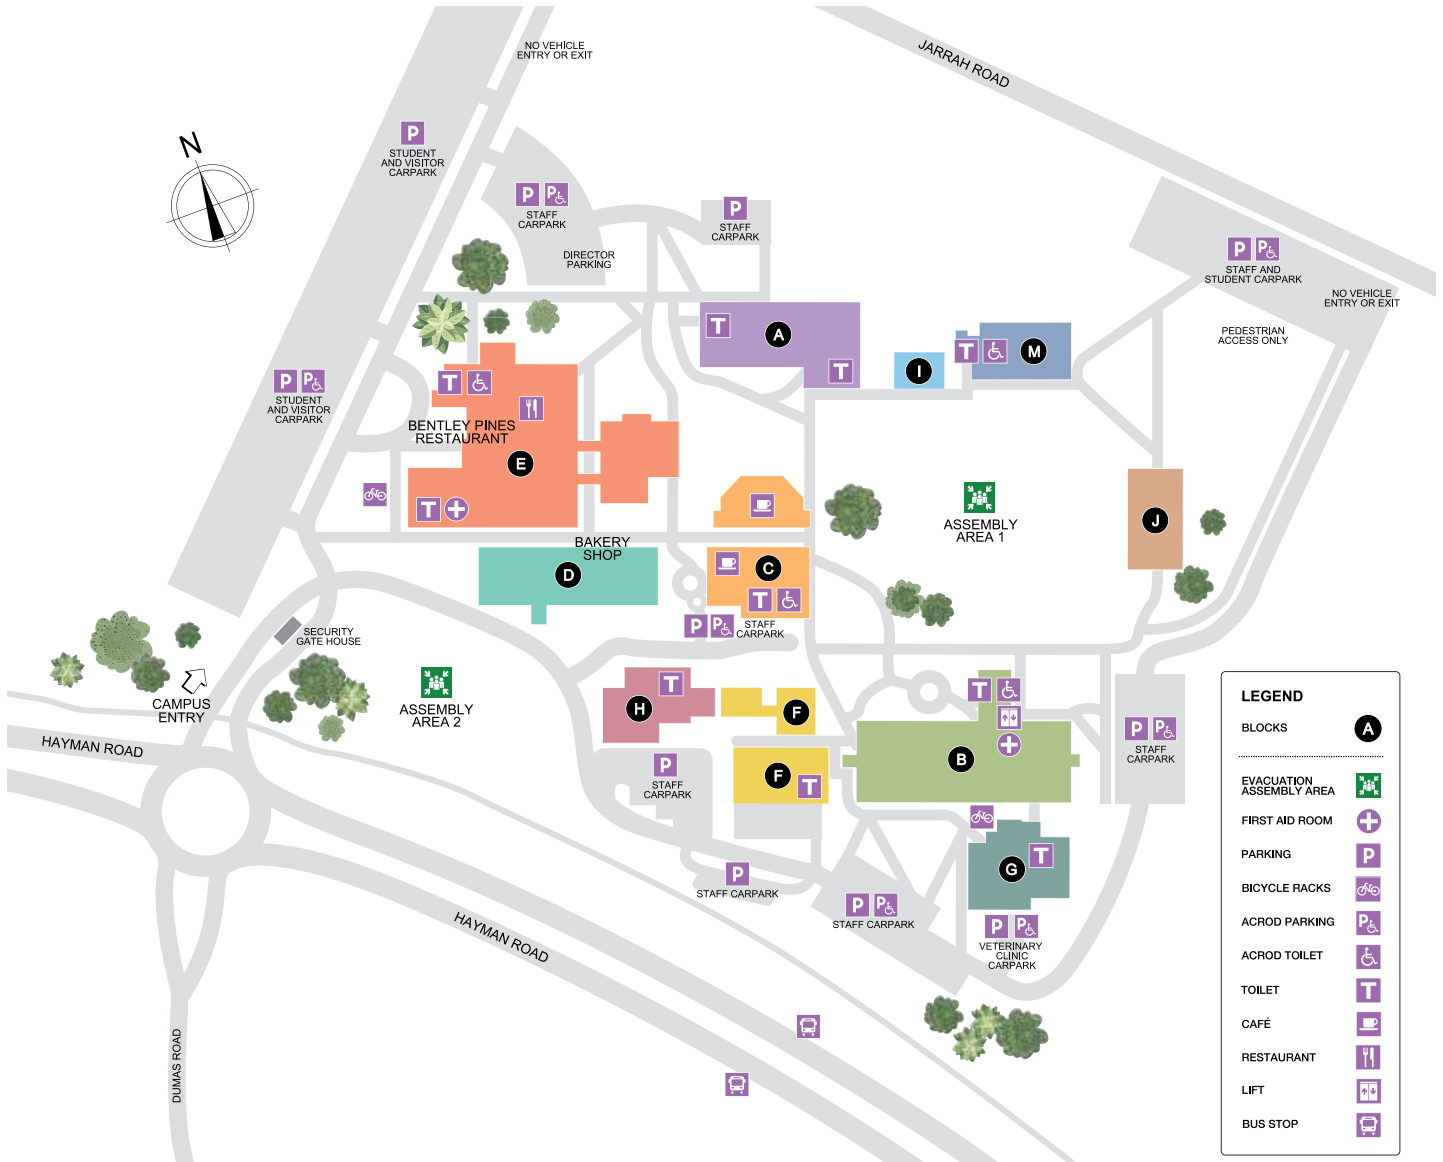 NO VEHICLE
ENTRY OR EXIT
JARRAH ROAD
N
P
STUDENT
AND VISITOR
CARPARK
P P
STAFF
CARPARK
P
STAFF
CARPARK
DIRECTOR
PARKING
P P
STAFF AND
STUDENT CARPARK
NO VEHICLE
ENTRY OR EXIT
PEDESTRIAN
ACCESS ONLY
T
A
T
I
T
M
P P
STUDENT
AND VISITOR
CARPARK
T
BENTLEY PINES
RESTAURANT
E
T
ASSEMBLY
AREA 1
J
BAKERY
SHOP
D
C
T
P P
STAFF
CARPARK
SECURITY
GATE HOUSE
CAMPUS
ENTRY
ASSEMBLY
AREA 2
T
H
F
T
B
P P
STAFF
CARPARK
HAYMAN ROAD
P
STAFF
CARPARK
F
T
P
STAFF CARPARK
P P
STAFF CARPARK
T
G
P P
VETERINARY
CLINIC
CARPARK
HAYMAN ROAD
DUMAS ROAD
LEGEND
BLOCKS
A
EVACUATION
ASSEMBLY AREA
FIRST AID ROOM
PARKING
P
BICYCLE RACKS
ACROD PARKING
P
ACROD TOILET
TOILET
T
CAFÉ
RESTAURANT
LIFT
BUS STOP